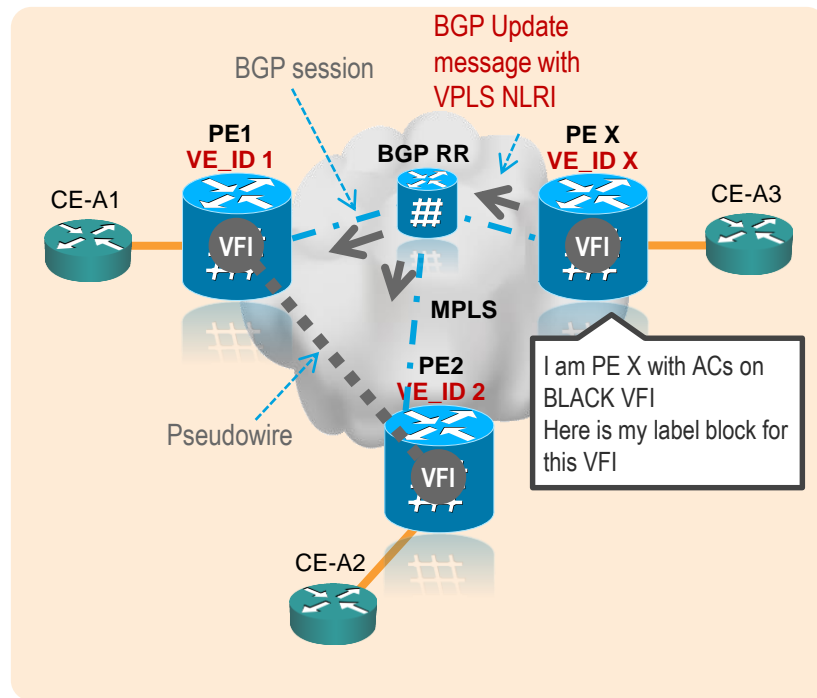 BGP Update
message with
VPLS NLRI
BGP session
PE1
VE_ID 1
BGP RR
PE X
VE_ID X
CE-A1
CE-A3
VFI
VFI
MPLS
PE2
VE_ID 2
I am PE X with ACs on
BLACK VFI
Here is my label block for
this VFI
Pseudowire
VFI
CE-A2